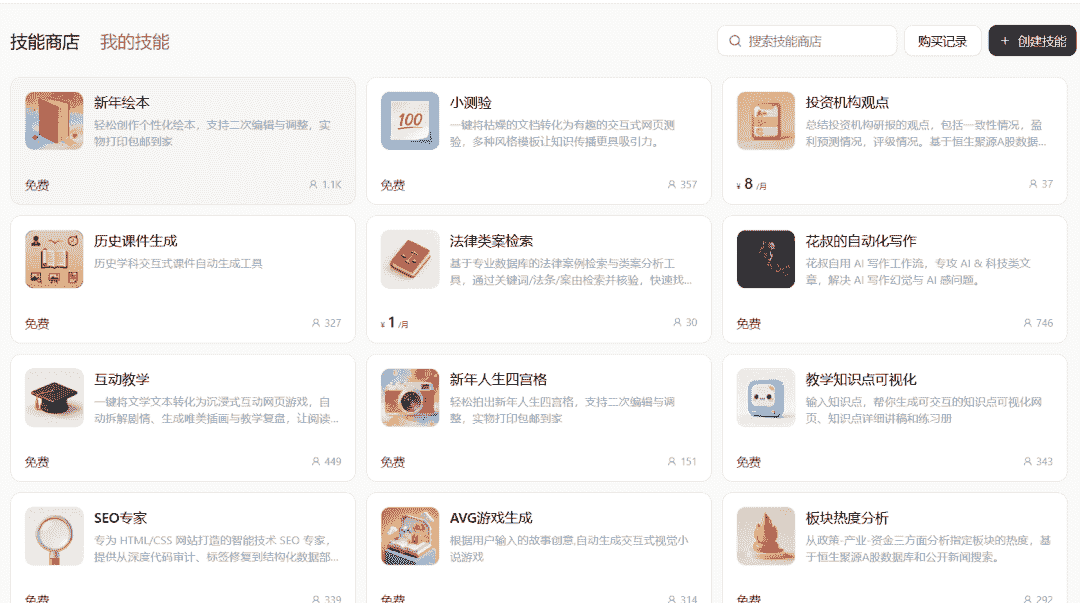 技能商店 我的技能
搜索技能商店
购买记录
+ 创建技能
新年绘本
轻松创作个性化绘本，支持二次编辑与调整，实
物打印包邮到家
免费
1.1K
小测验
一键将枯燥的文档转化为有趣的交互式网页测
验，多种风格模板让知识传播更具吸引力。
免费
357
投资机构观点
总结投资机构研报的观点，包括一致性情况，盈
利预测情况，评级情况。基于恒生聚源A股数据...
¥ 8 /月
37
历史课件生成
历史学科交互式课件自动生成工具
免费
327
法律类案检索
基于专业数据库的法律案例检索与类案分析工
具，通过关键词/法条/案由检索并核验，快速找...
¥ 1 /月
30
花叔的自动化写作
花叔自用 AI 写作工作流，专攻 AI & 科技类文
章，解决 AI 写作幻觉与 AI 感问题。
免费
746
互动教学
一键将文学文本转化为沉浸式互动网页游戏，自
动拆解剧情、生成唯美插画与教学复盘，让阅读...
免费
449
新年人生四宫格
轻松拍出新年人生四宫格，支持二次编辑与调
整，实物打印包邮到家
免费
151
教学知识点可视化
输入知识点，帮你生成可交互的知识点可视化网
页、知识点详细讲稿和练习册
免费
343
SEO专家
专为 HTML/CSS 网站打造的智能技术 SEO 专家，
提供从深度代码审计、标签修复到结构化数据部...
免费
339
AVG游戏生成
根据用户输入的故事创意,自动生成交互式视觉小
说游戏
免费
314
板块热度分析
从政策-产业-资金三方面分析指定板块的热度，基
于恒生聚源A股数据库和公开新闻搜索。
免费
292
100